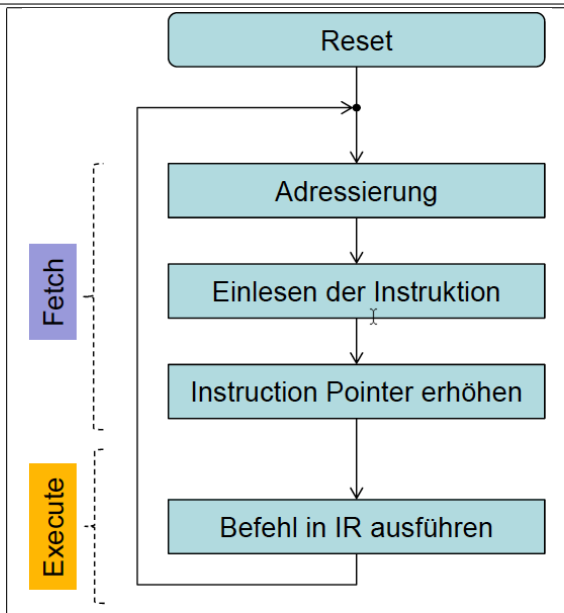 Reset
Adressierung
Fetch
Einlesen der Instruktion
Instruction Pointer erhöhen
Execute
Befehl in IR ausführen